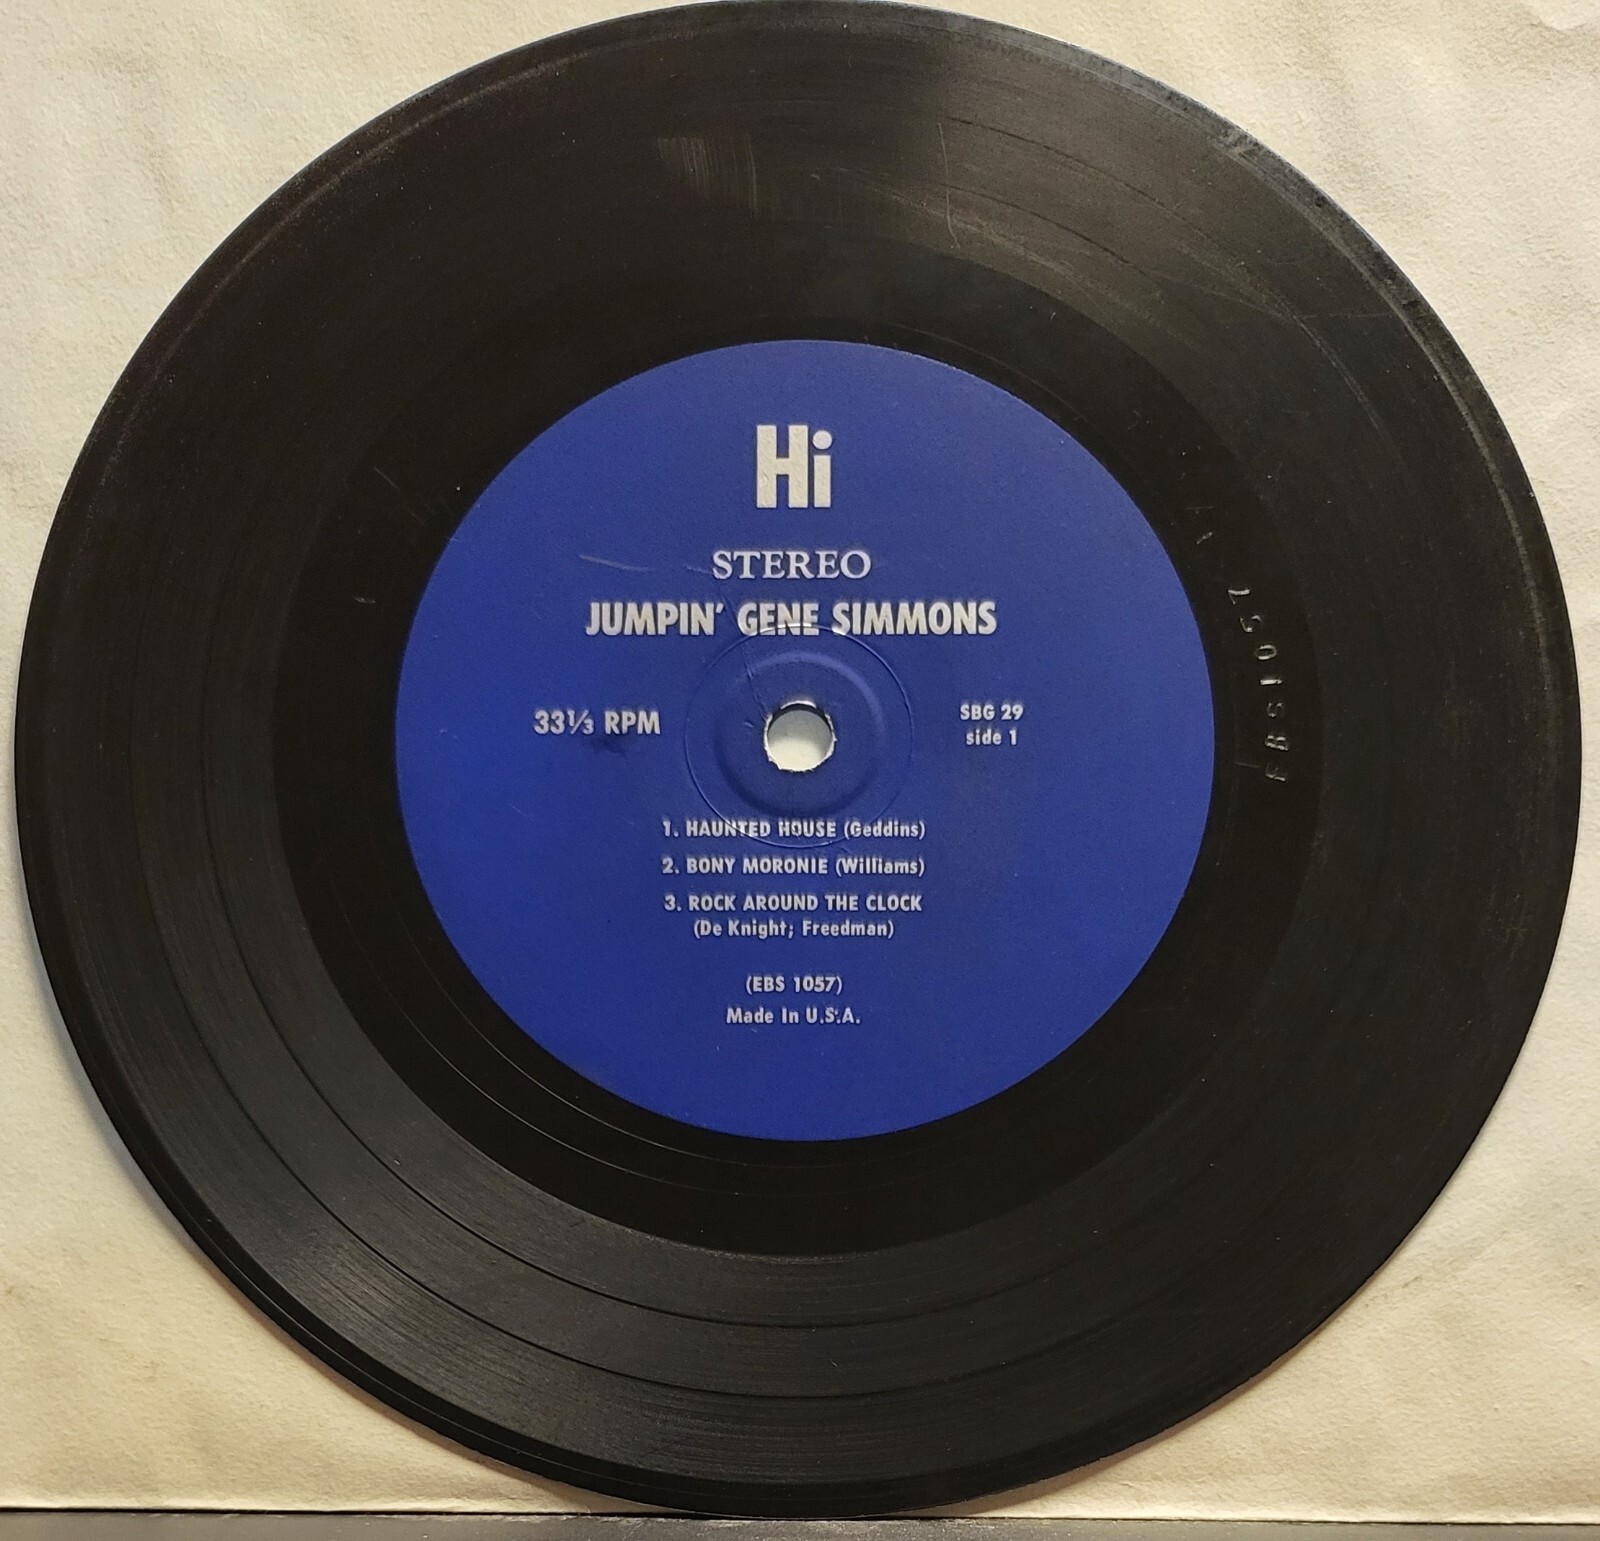 Hi
STEREO
JUMPIN' GENE SIMMONS
33⅓ RPM
SBG 29
side 1
1. HAUNTED HOUSE (Geddins)
2. BONY MORONIE (Williams)
3. ROCK AROUND THE CLOCK
(De Knight; Freedman)
(EBS 1057)
Made In U.S.A.
EBS1057